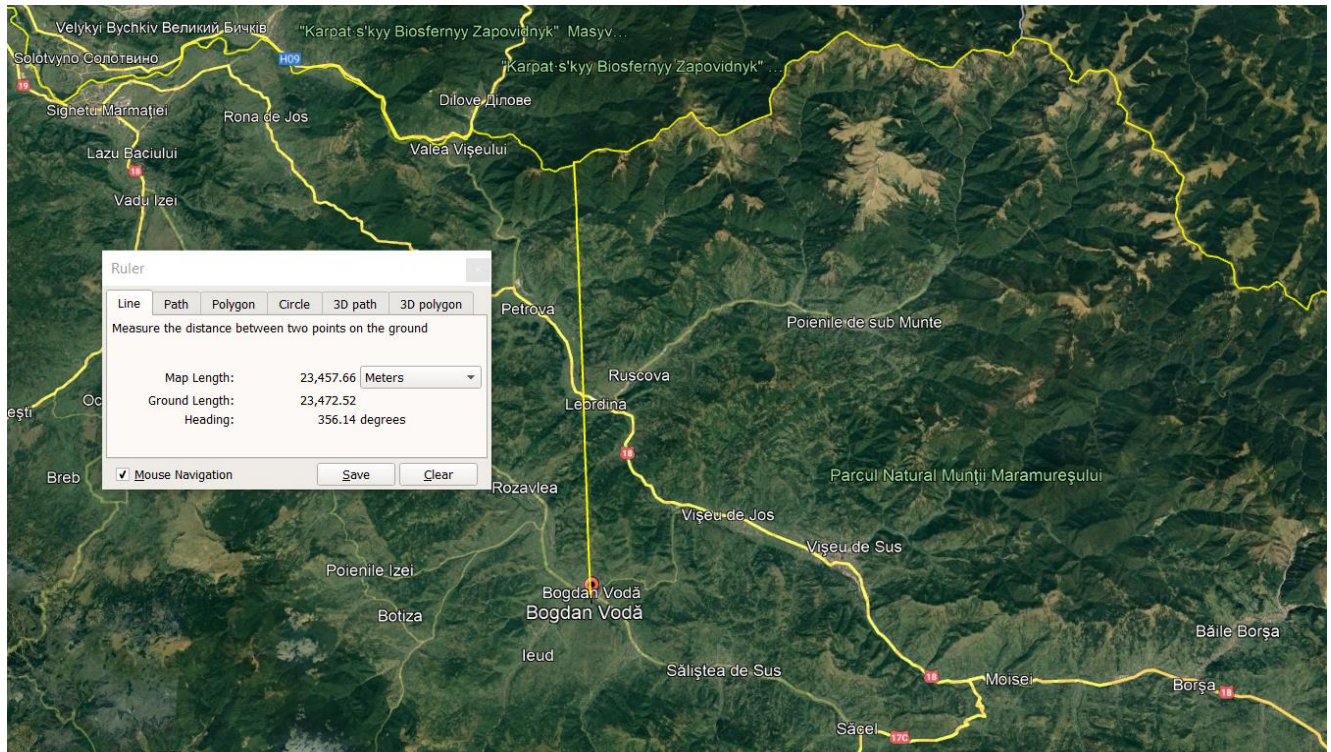 Velykyi Bychkiv Великий Бичків
"Karpat·s'kyy Biosfernyy Zapovidnyk" Masyv...
Solotvyno Солотвино
H09
"Karpat·s'kyy Biosfernyy Zapovidnyk" ...
19
Dilove Ділове
Sighetu Marmației
Rona de Jos
Lazu Baciului
Valea Vișeului
18
Vadu Izei
Ruler
Line Path Polygon Circle 3D path 3D polygon
Measure the distance between two points on the ground
Map Length: 23,457.66 Meters
Ground Length: 23,472.52
Heading: 356.14 degrees
Mouse Navigation Save Clear
Petrova
Poienile de sub Munte
Ruscova
Oc
ești
Leordina
18
Breb
Parcul Natural Munții Maramureșului
Rozavlea
Vișeu de Jos
Vișeu de Sus
Poienile Izei
Bogdan Vodă
Bogdan Vodă
Botiza
Băile Borșa
Ieud
Săliștea de Sus
18
Moisei
Borșa
18
Săcel
17C